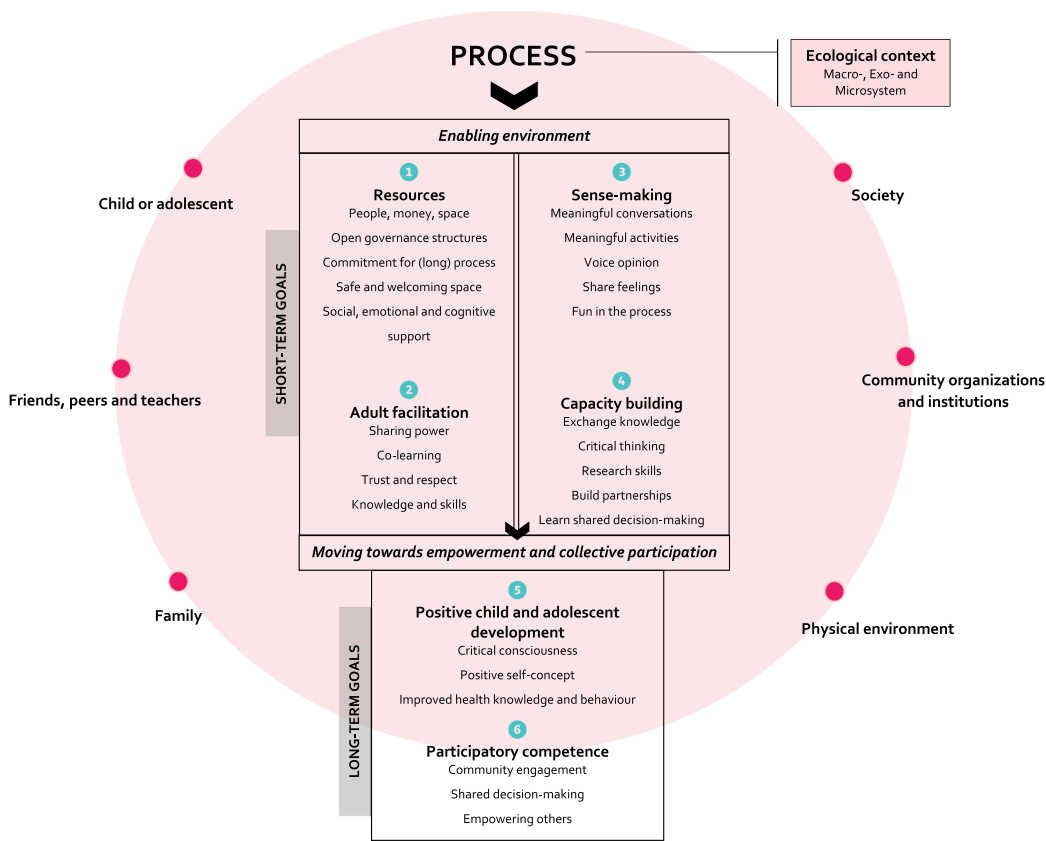 PROCESS
Ecological context
Macro-, Exo- and
Microsystem
Enabling environment
SHORT-TERM GOALS
1
Resources
People, money, space
Open governance structures
Commitment for (long) process
Safe and welcoming space
Social, emotional and cognitive
support
2
Adult facilitation
Sharing power
Co-learning
Trust and respect
Knowledge and skills
3
Sense-making
Meaningful conversations
Meaningful activities
Voice opinion
Share feelings
Fun in the process
4
Capacity building
Exchange knowledge
Critical thinking
Research skills
Build partnerships
Learn shared decision-making
Moving towards empowerment and collective participation
LONG-TERM GOALS
5
Positive child and adolescent
development
Critical consciousness
Positive self-concept
Improved health knowledge and behaviour
6
Participatory competence
Community engagement
Shared decision-making
Empowering others
Child or adolescent
Friends, peers and teachers
Family
Society
Community organizations
and institutions
Physical environment